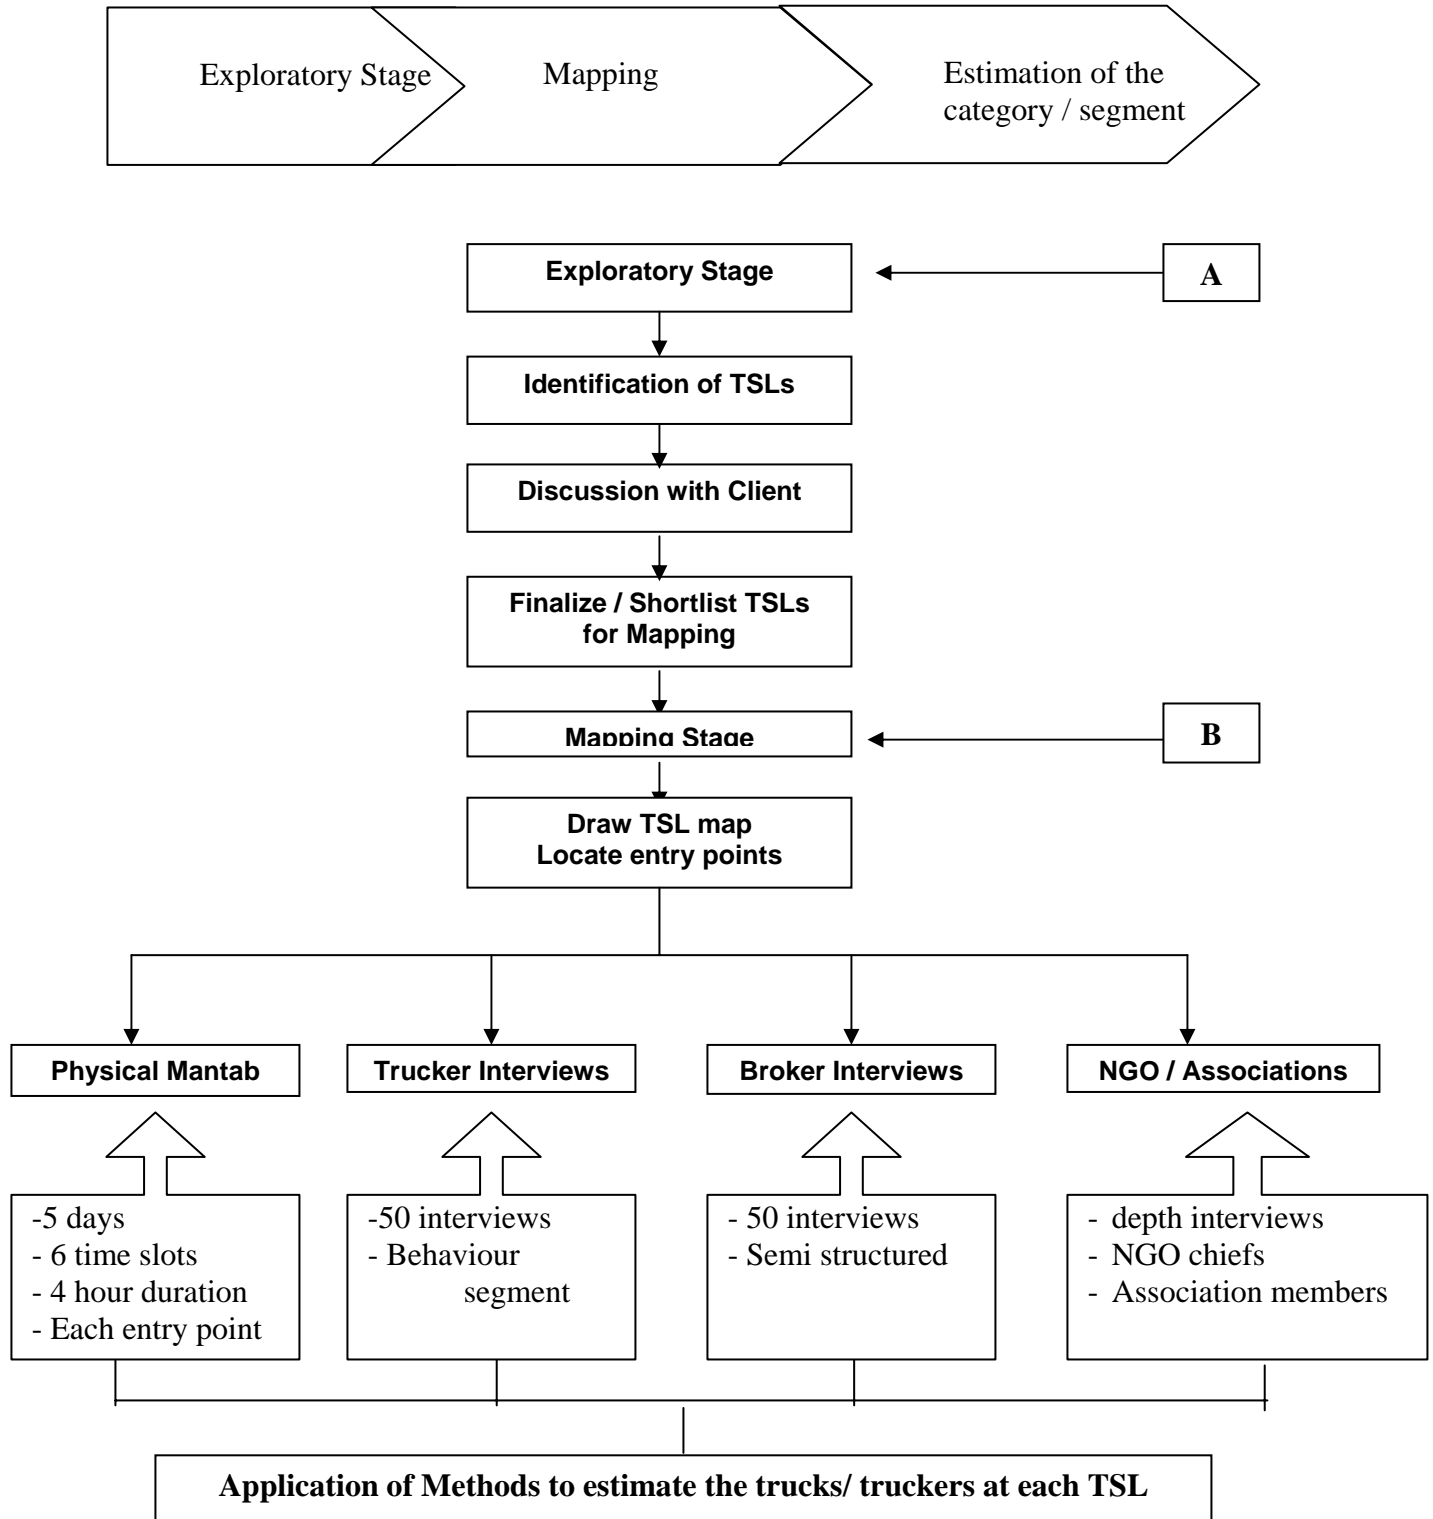 Exploratory Stage
Mapping
Estimation of the
category / segment
Exploratory Stage
A
Identification of TSLs
Discussion with Client
Finalize / Shortlist TSLs
for Mapping
Mapping Stage
B
Draw TSL map
Locate entry points
Physical Mantab
Trucker Interviews
Broker Interviews
NGO / Associations
-5 days
- 6 time slots
- 4 hour duration
- Each entry point
-50 interviews
- Behaviour
segment
- 50 interviews
- Semi structured
- depth interviews
- NGO chiefs
- Association members
Application of Methods to estimate the trucks/ truckers at each TSL